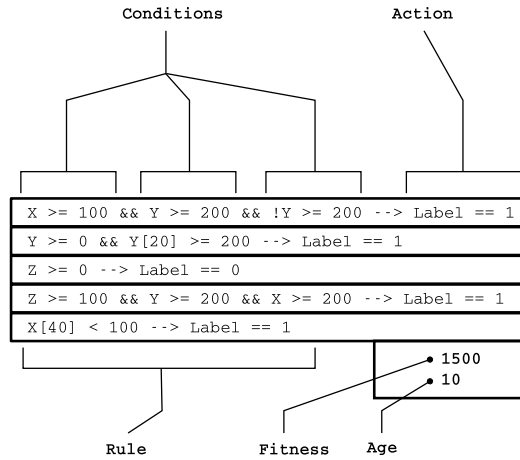 Conditions
Action
X >= 100 && Y >= 200 && !Y >= 200 --> Label == 1
Y >= 0 && Y[20] >= 200 --> Label == 1
Z >= 0 --> Label == 0
Z >= 100 && Y >= 200 && X >= 200 --> Label == 1
X[40] < 100 --> Label == 1
1500
10
Rule
Fitness
Age